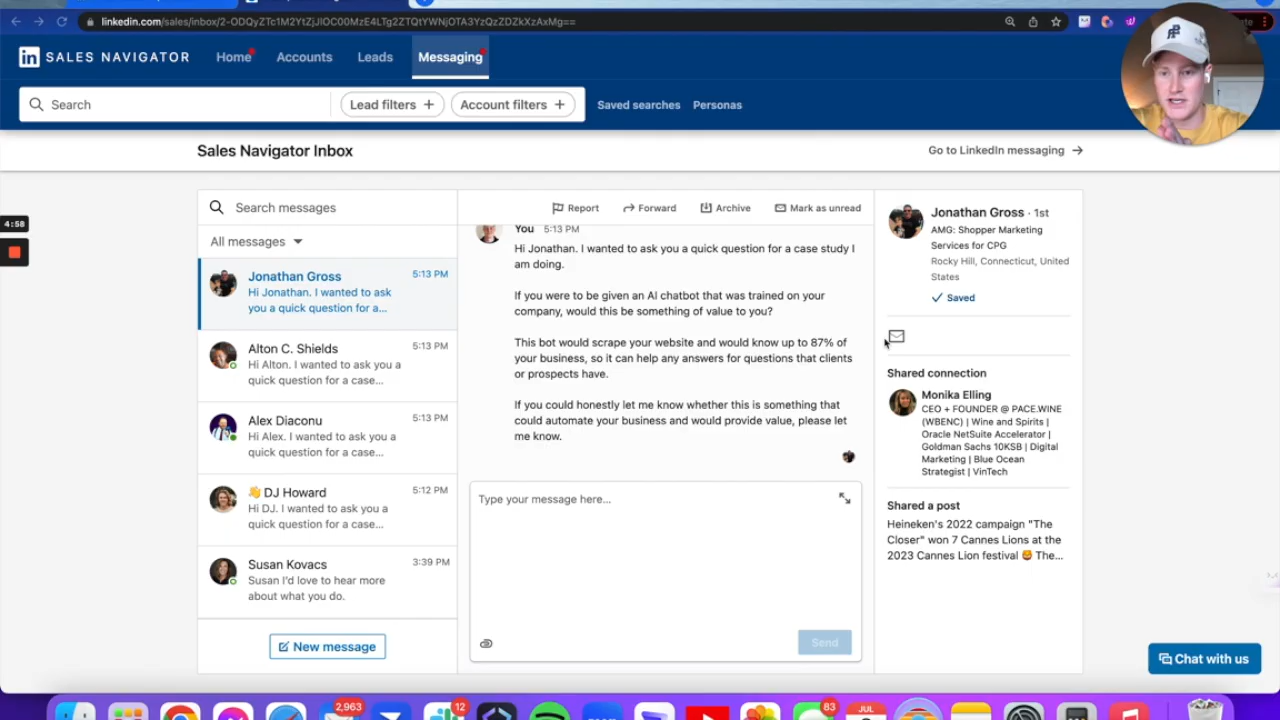 linkedin.com/sales/inbox/2-ODQyZTc1M2YtZjJlOC00MzE4LTg2ZTQtYWNjOTA3YzQzZDZkXzAxMg==
in SALES NAVIGATOR
Home
Accounts
Leads
Messaging
Search
Lead filters +
Account filters +
Saved searches
Personas
Sales Navigator Inbox
Go to LinkedIn messaging →
4:58
Search messages
All messages
Jonathan Gross 5:13 PM
Hi Jonathan. I wanted to ask
you a quick question for a...
Alton C. Shields 5:13 PM
Hi Alton. I wanted to ask you a
quick question for a case...
Alex Diaconu 5:13 PM
Hi Alex. I wanted to ask you a
quick question for a case...
👋 DJ Howard 5:12 PM
Hi DJ. I wanted to ask you a
quick question for a case...
Susan Kovacs 3:39 PM
Susan I'd love to hear more
about what you do.
New message
Report
Forward
Archive
Mark as unread
You 5:13 PM
Hi Jonathan. I wanted to ask you a quick question for a case study I
am doing.
If you were to be given an AI chatbot that was trained on your
company, would this be something of value to you?
This bot would scrape your website and would know up to 87% of
your business, so it can help any answers for questions that clients
or prospects have.
If you could honestly let me know whether this is something that
could automate your business and would provide value, please let
me know.
Type your message here...
Send
Jonathan Gross · 1st
AMG: Shopper Marketing
Services for CPG
Rocky Hill, Connecticut, United
States
✓ Saved
Shared connection
Monika Elling
CEO + FOUNDER @ PACE.WINE
(WBENC) | Wine and Spirits |
Oracle NetSuite Accelerator |
Goldman Sachs 10KSB | Digital
Marketing | Blue Ocean
Strategist | VinTech
Shared a post
Heineken's 2022 campaign "The
Closer" won 7 Cannes Lions at the
2023 Cannes Lion festival 🦁 The...
Chat with us
2,963
12
83
JUL